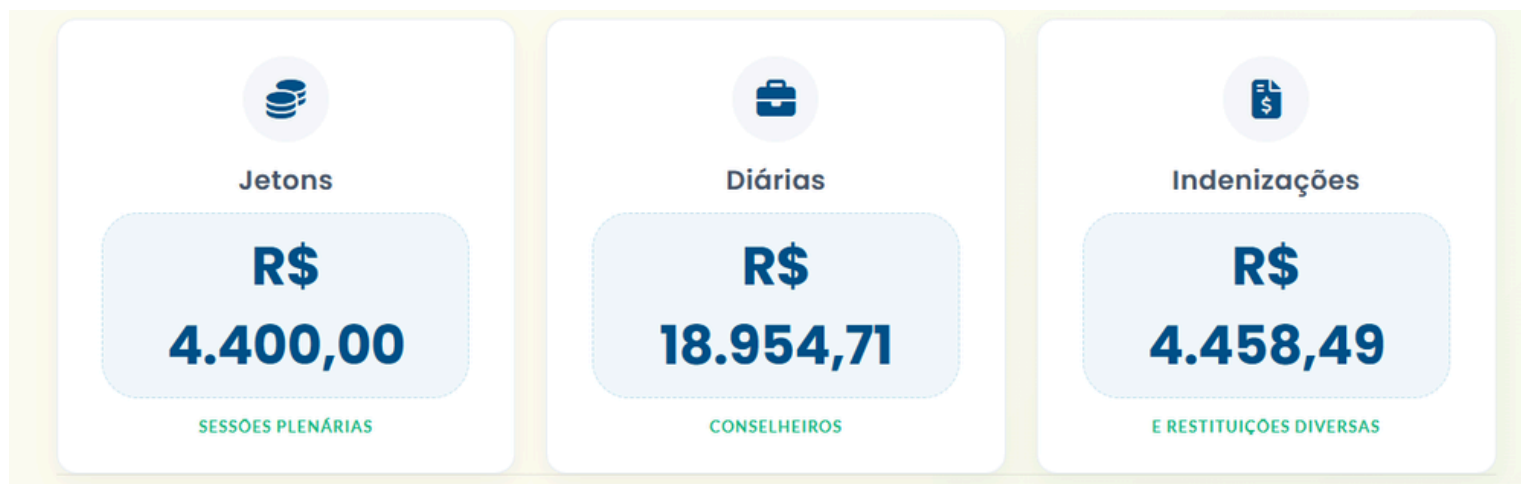 Jetons
R$
4.400,00
SESSÕES PLENÁRIAS
Diárias
R$
18.954,71
CONSELHEIROS
Indenizações
R$
4.458,49
E RESTITUIÇÕES DIVERSAS